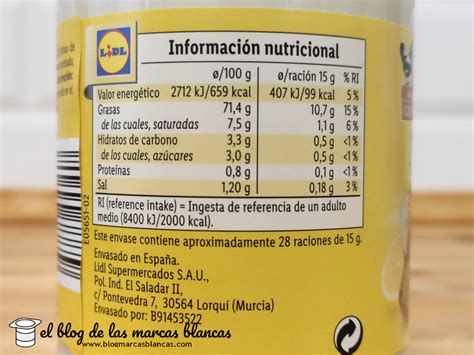 LIDL
Información nutricional
ø/100 g ø/ración 15 g % RI
Valor energético 2712 kJ/659 kcal 407 kJ/99 kcal 5 %
Grasas 71,4 g 10,7 g 15 %
de las cuales, saturadas 7,5 g 1,1 g 6 %
Hidratos de carbono 3,3 g 0,5 g <1 %
de los cuales, azúcares 3,0 g 0,5 g <1 %
Proteínas 0,8 g 0,1 g <1 %
Sal 1,20 g 0,18 g 3 %
RI (reference intake) = Ingesta de referencia de un adulto
medio (8400 kJ/2000 kcal).
Este envase contiene aproximadamente 28 raciones de 15 g.
Envasado en España.
Lidl Supermercados S.A.U.,
Pol. Ind. El Saladar II,
c/ Pontevedra 7, 30564 Lorquí (Murcia)
Envasado por: B91453522
E05651-02
el blog de las marcas blancas
www.blogmarcasblancas.com